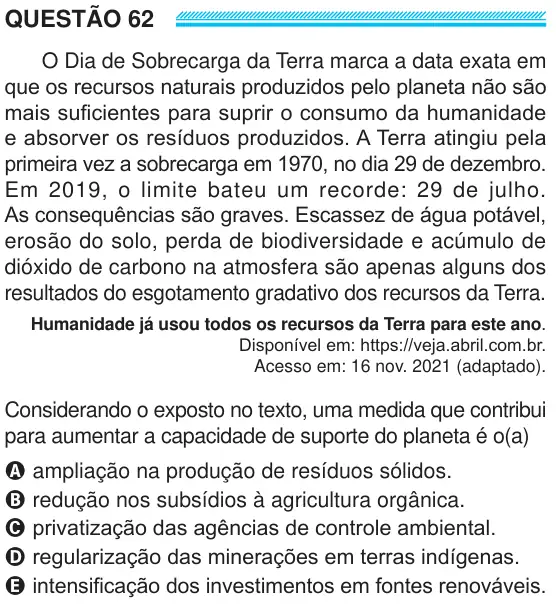 QUESTÃO 62
O Dia de Sobrecarga da Terra marca a data exata em
que os recursos naturais produzidos pelo planeta não são
mais suficientes para suprir o consumo da humanidade
e absorver os resíduos produzidos. A Terra atingiu pela
primeira vez a sobrecarga em 1970, no dia 29 de dezembro.
Em 2019, o limite bateu um recorde: 29 de julho.
As consequências são graves. Escassez de água potável,
erosão do solo, perda de biodiversidade e acúmulo de
dióxido de carbono na atmosfera são apenas alguns dos
resultados do esgotamento gradativo dos recursos da Terra.
Humanidade já usou todos os recursos da Terra para este ano.
Disponível em: https://veja.abril.com.br.
Acesso em: 16 nov. 2021 (adaptado).
Considerando o exposto no texto, uma medida que contribui
para aumentar a capacidade de suporte do planeta é o(a)
A ampliação na produção de resíduos sólidos.
B redução nos subsídios à agricultura orgânica.
C privatização das agências de controle ambiental.
D regularização das minerações em terras indígenas.
E intensificação dos investimentos em fontes renováveis.